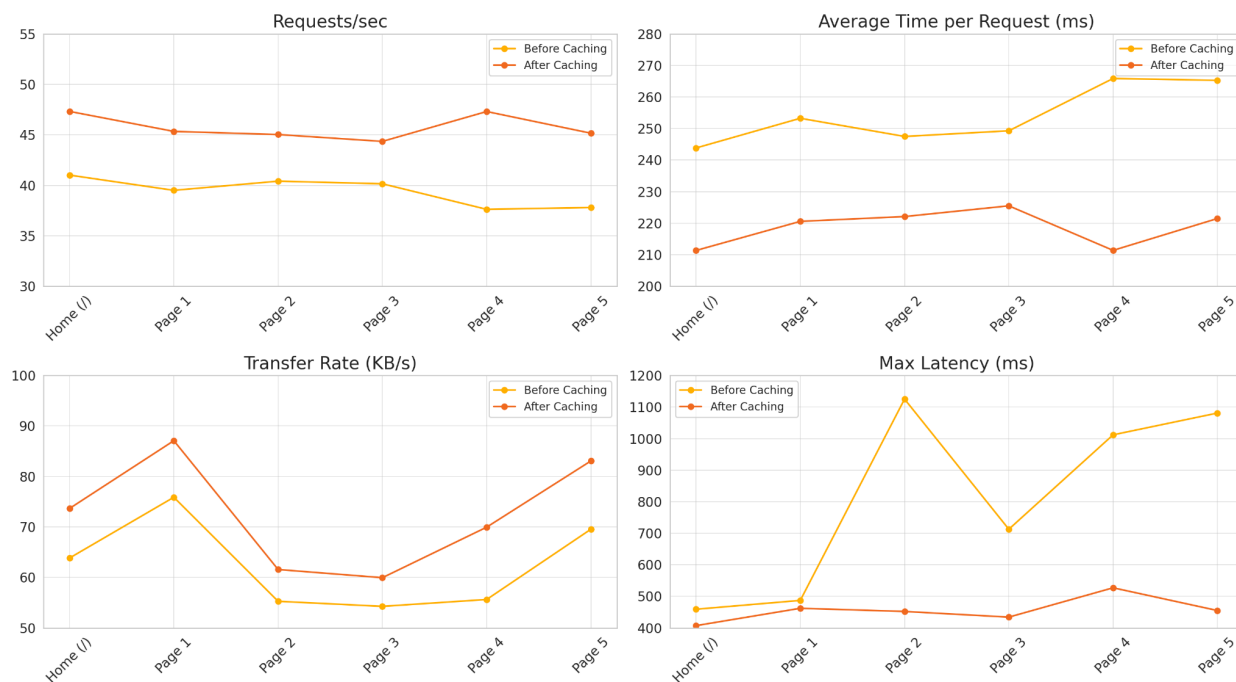 Requests/sec
55
50
45
40
35
30
Before Caching
After Caching
Home (/)
Page 1
Page 2
Page 3
Page 4
Page 5
Average Time per Request (ms)
280
270
260
250
240
230
220
210
200
Before Caching
After Caching
Home (/)
Page 1
Page 2
Page 3
Page 4
Page 5
Transfer Rate (KB/s)
100
90
80
70
60
50
Before Caching
After Caching
Home (/)
Page 1
Page 2
Page 3
Page 4
Page 5
Max Latency (ms)
1200
1100
1000
900
800
700
600
500
400
Before Caching
After Caching
Home (/)
Page 1
Page 2
Page 3
Page 4
Page 5